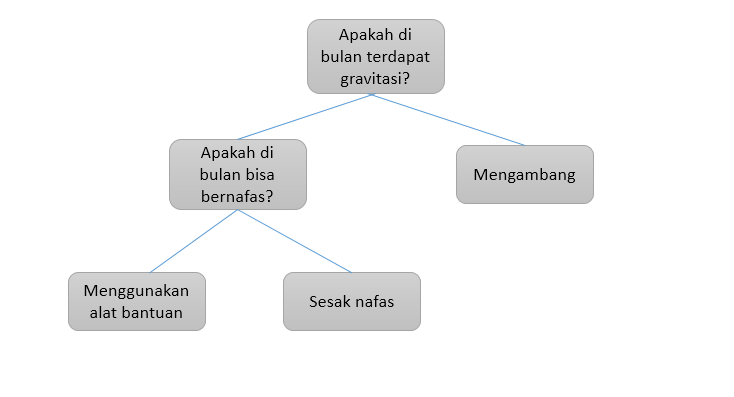 Apakah di
bulan terdapat
gravitasi?
Apakah di
bulan bisa
bernafas?
Mengambang
Menggunakan
alat bantuan
Sesak nafas